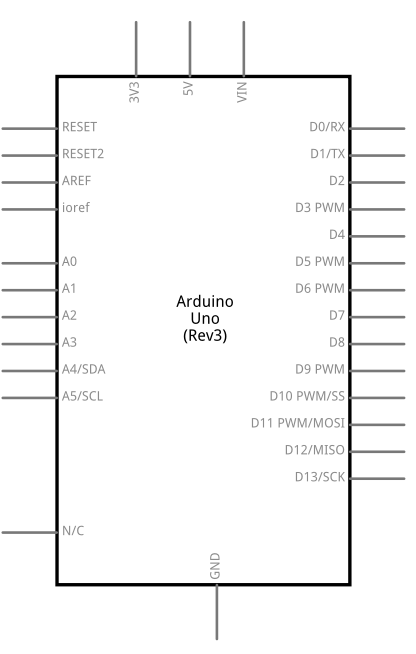 3V3
5V
VIN
RESET
RESET2
AREF
ioref
A0
A1
A2
A3
A4/SDA
A5/SCL
N/C
Arduino
Uno
(Rev3)
D0/RX
D1/TX
D2
D3 PWM
D4
D5 PWM
D6 PWM
D7
D8
D9 PWM
D10 PWM/SS
D11 PWM/MOSI
D12/MISO
D13/SCK
GND